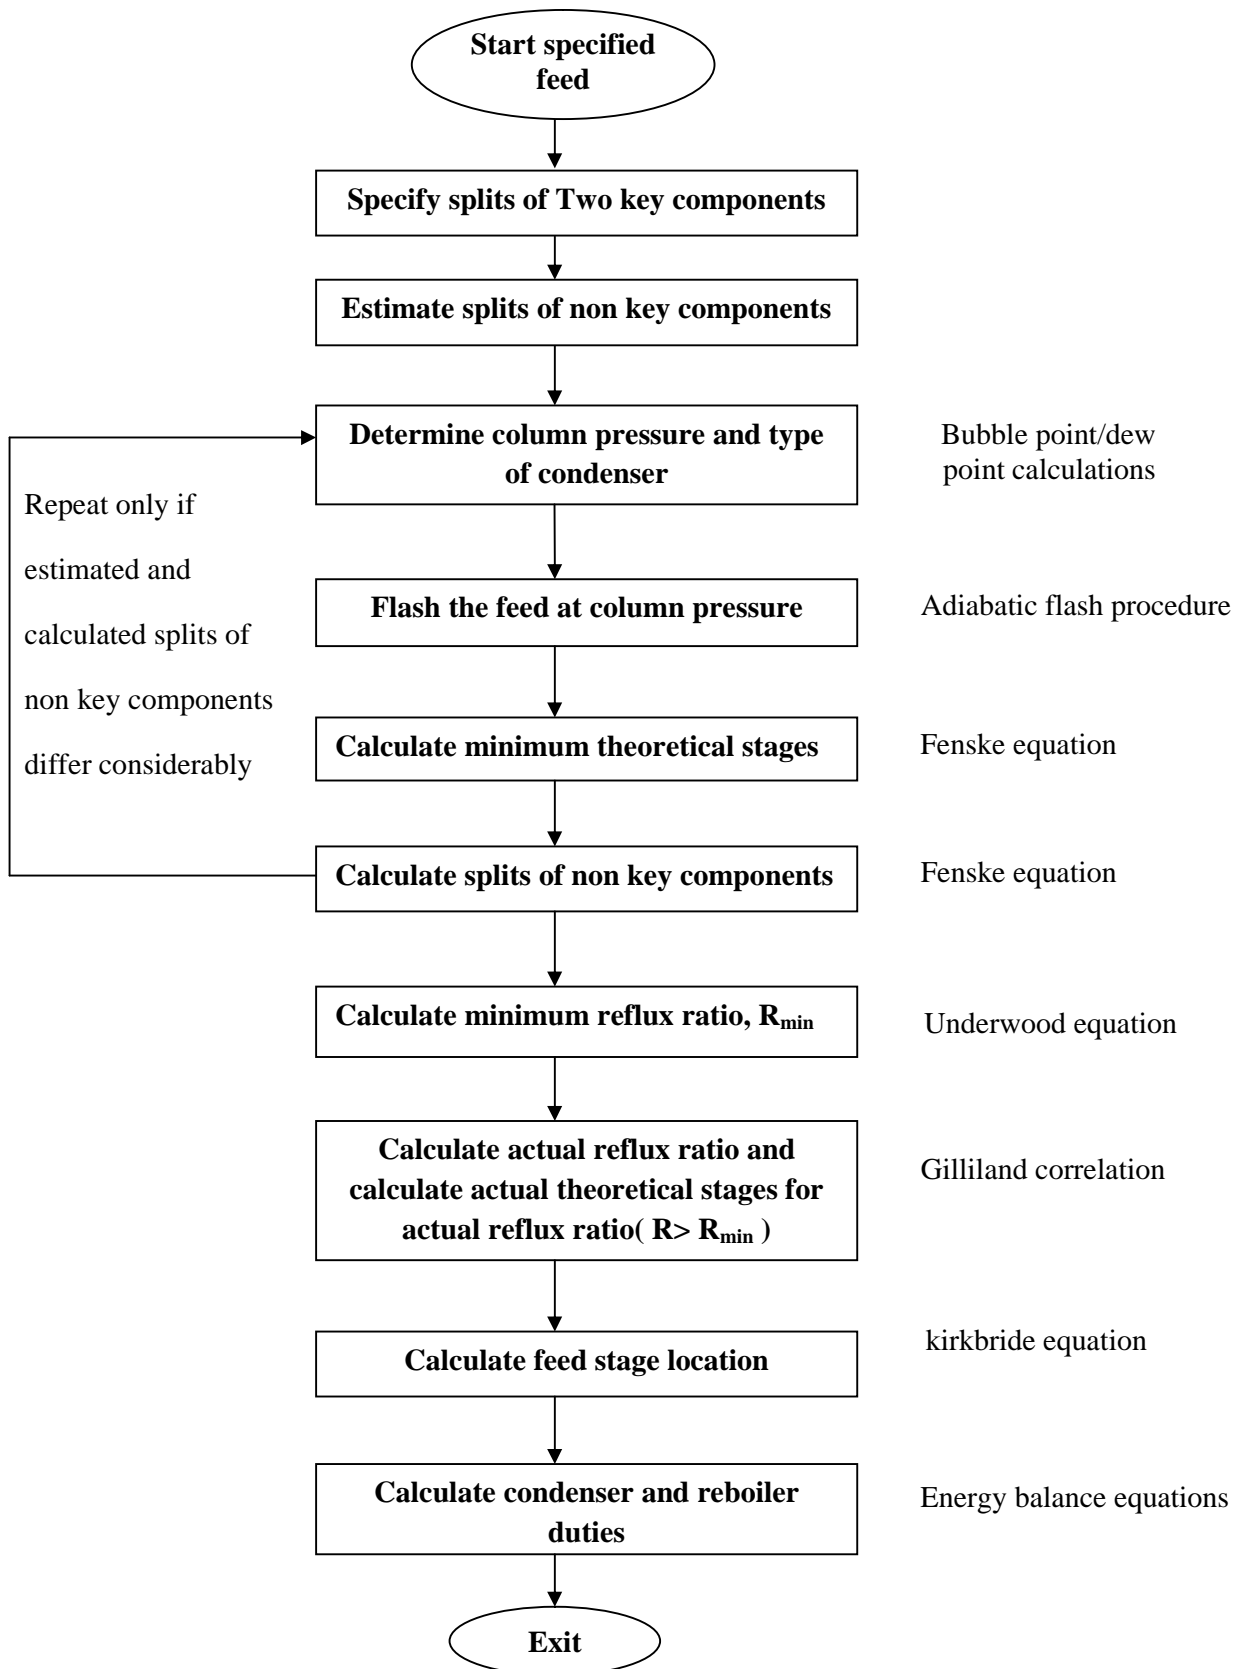 Start specified
feed
Specify splits of Two key components
Estimate splits of non key components
Determine column pressure and type
of condenser
Bubble point/dew
point calculations
Repeat only if
estimated and
calculated splits of
non key components
differ considerably
Flash the feed at column pressure
Adiabatic flash procedure
Calculate minimum theoretical stages
Fenske equation
Calculate splits of non key components
Fenske equation
Calculate minimum reflux ratio, Rmin
Underwood equation
Calculate actual reflux ratio and
calculate actual theoretical stages for
actual reflux ratio( R> Rmin )
Gilliland correlation
Calculate feed stage location
kirkbride equation
Calculate condenser and reboiler
duties
Energy balance equations
Exit